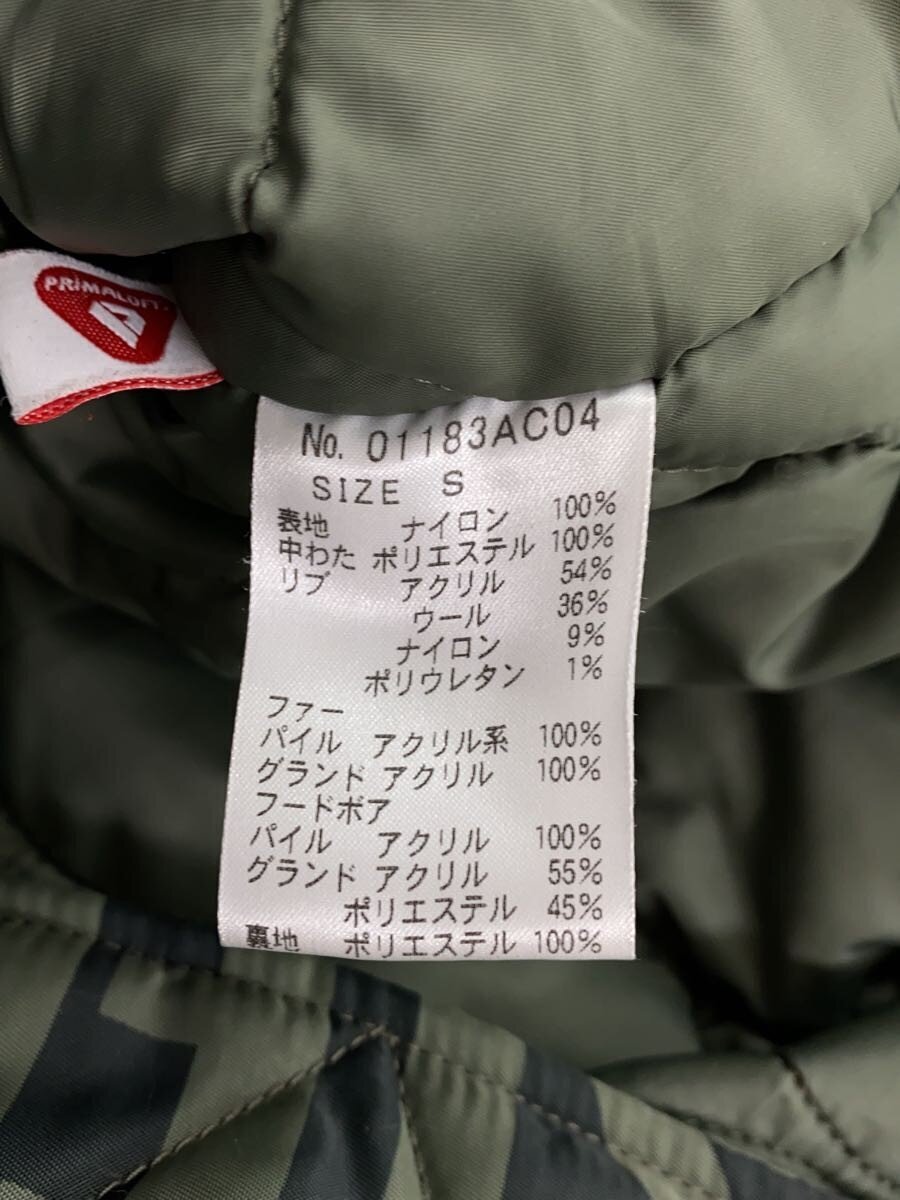 PRIMALOFT
No. 01183AC04
SIZE S
表地 ナイロン 100%
中わた ポリエステル 100%
リブ アクリル 54%
ウール 36%
ナイロン 9%
ポリウレタン 1%
ファー
パイル アクリル系 100%
グランド アクリル 100%
フードボア
パイル アクリル 100%
グランド アクリル 55%
ポリエステル 45%
裏地 ポリエステル 100%